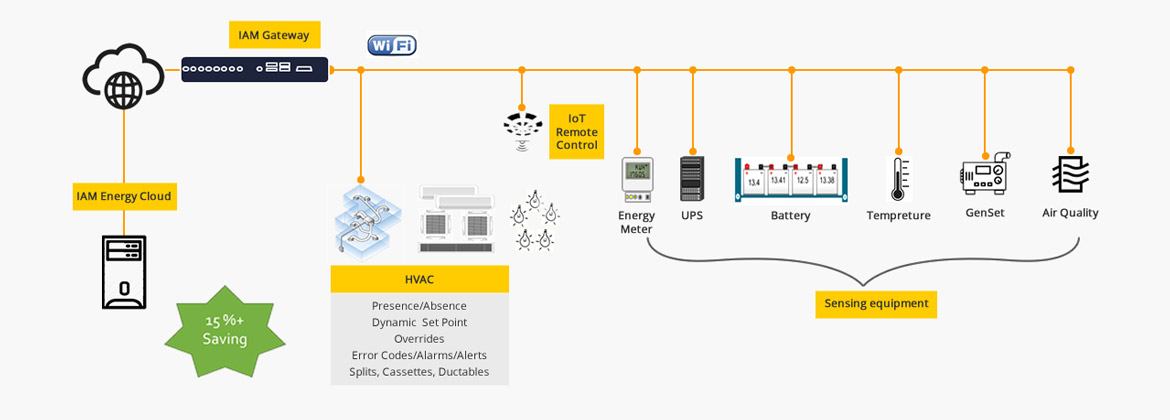 IAM Gateway
WiFi
IoT
Remote
Control
IAM Energy Cloud
13.4
13.41
12.5
13.38
Energy
Meter
UPS
Battery
Tempreture
GenSet
Air Quality
HVAC
Presence/Absence
Dynamic Set Point
Overrides
Error Codes/Alarms/Alerts
Splits, Cassettes, Ductables
15 %+
Saving
Sensing equipment